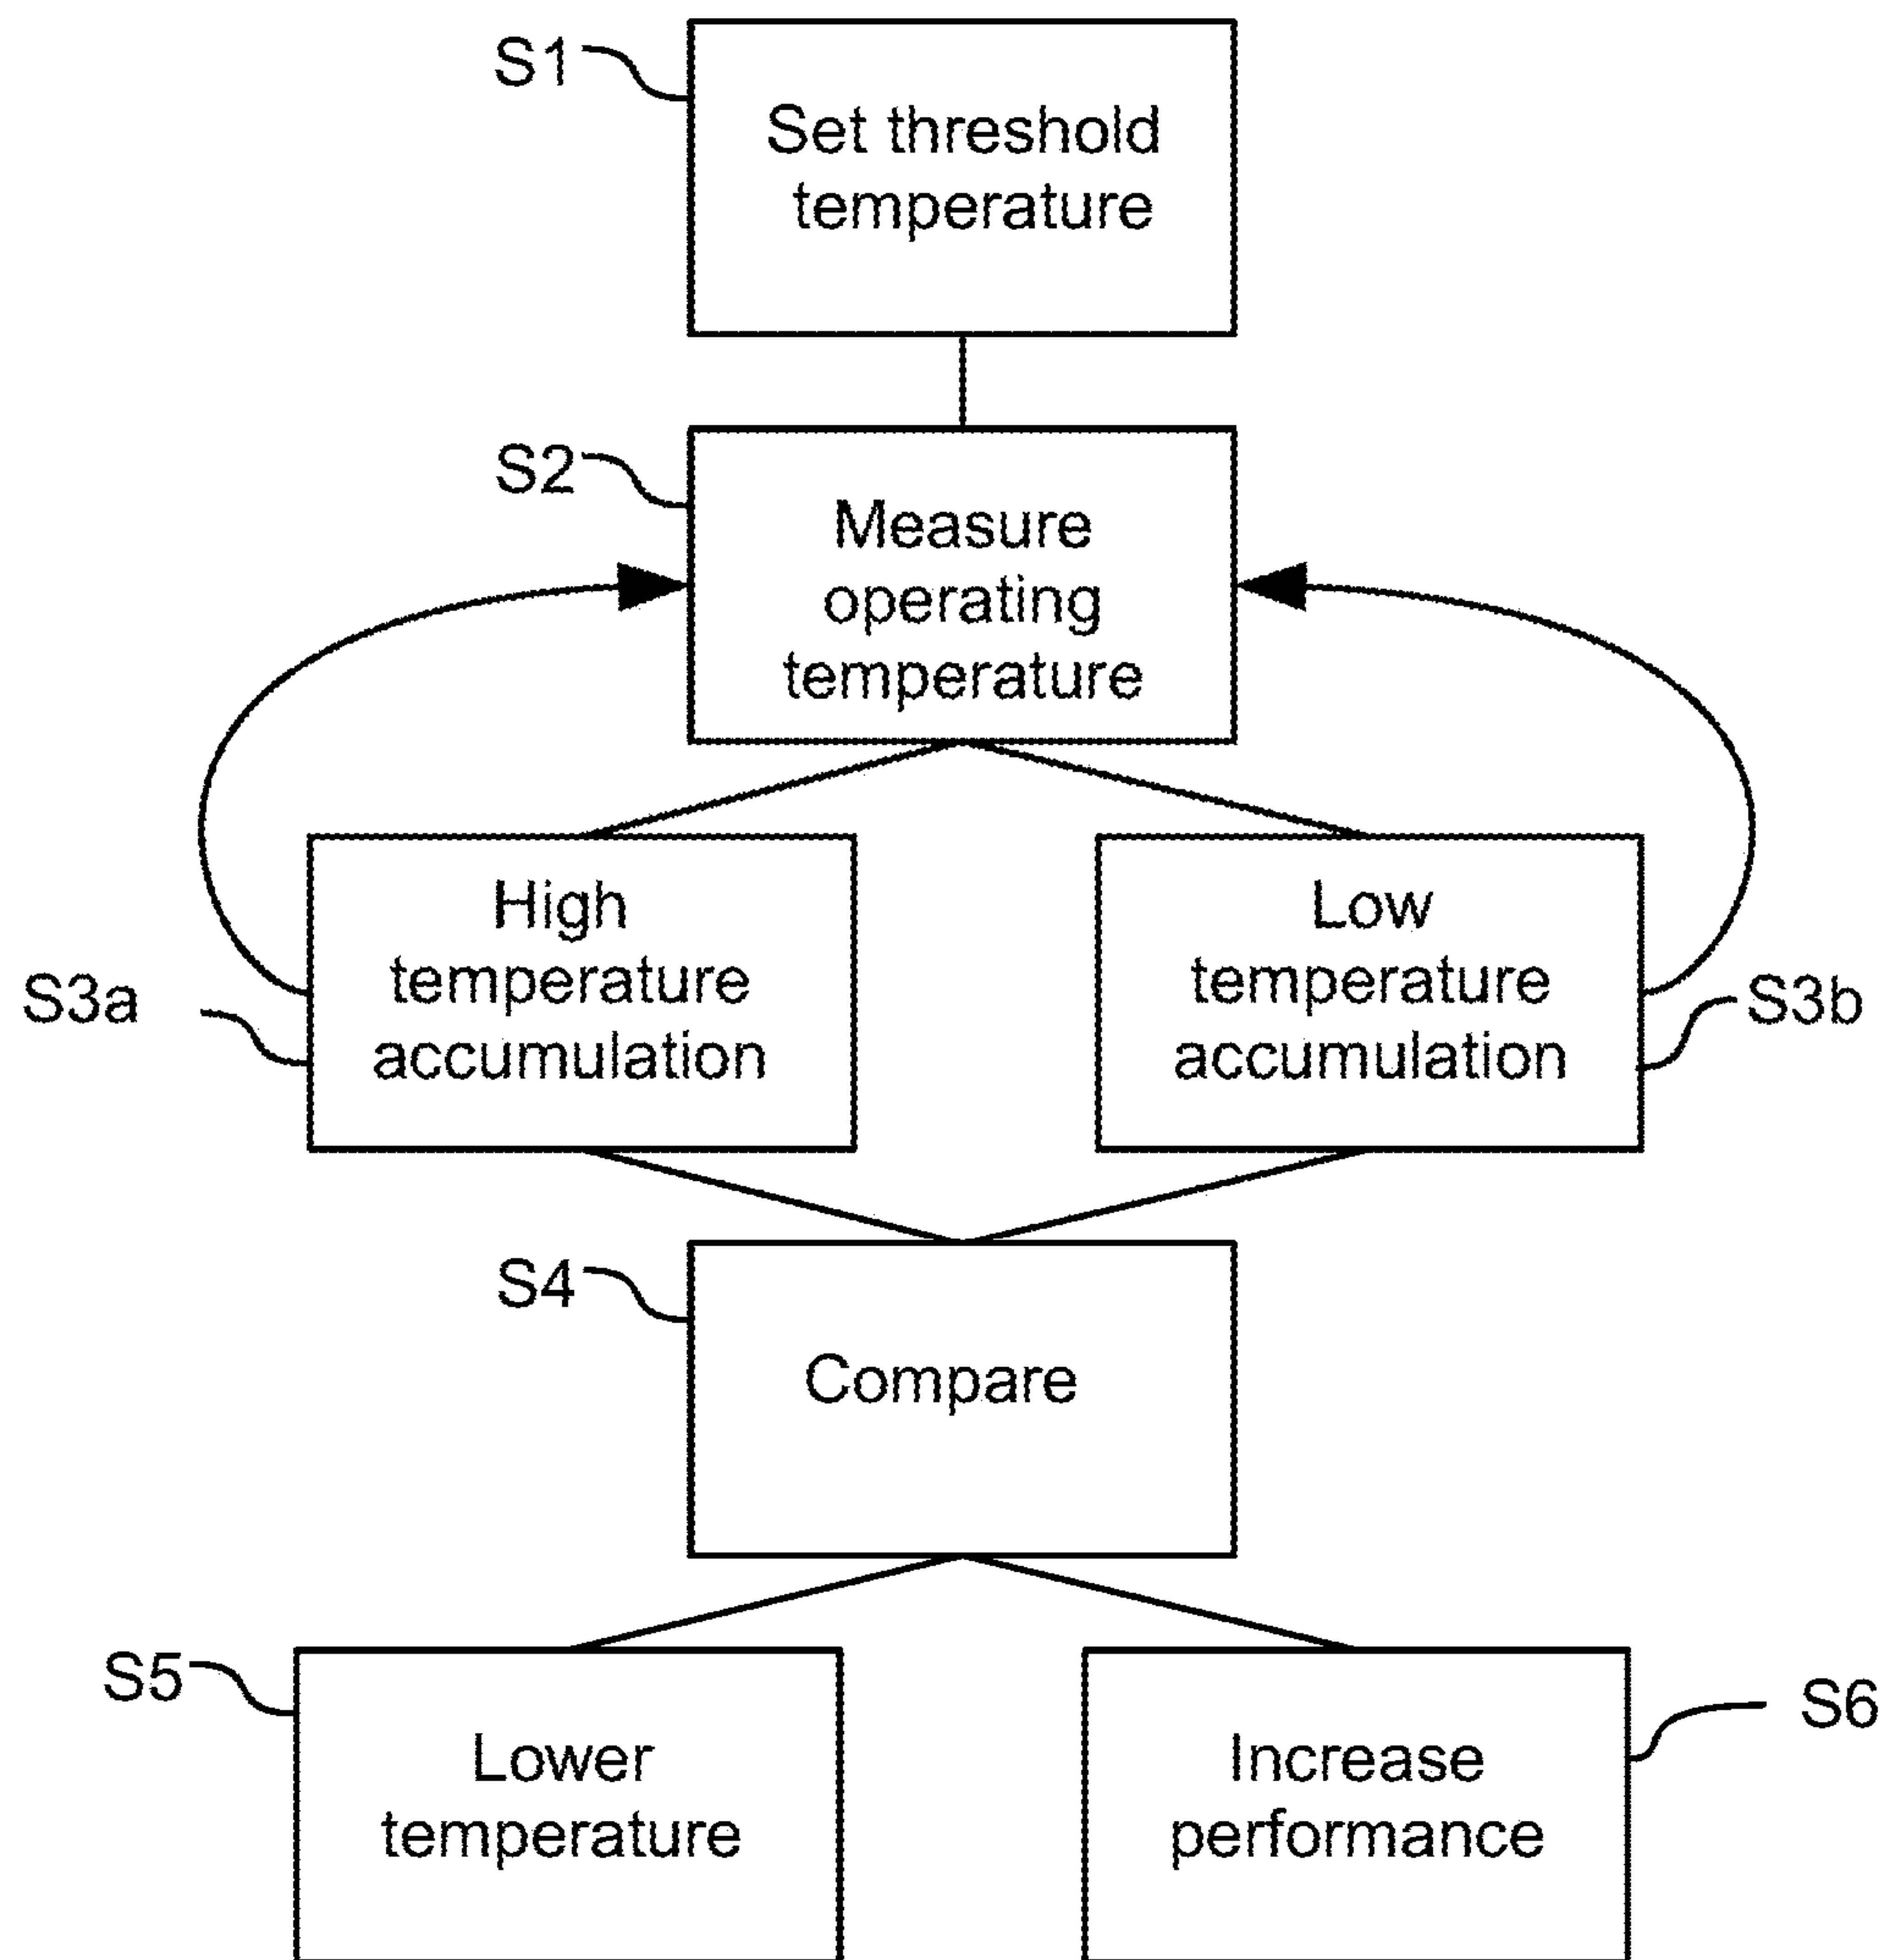 S1
Set threshold
temperature
S2
Measure
operating
temperature
High
temperature
accumulation
S3a
Low
temperature
accumulation
S3b
S4
Compare
S5
Lower
temperature
Increase
performance
S6